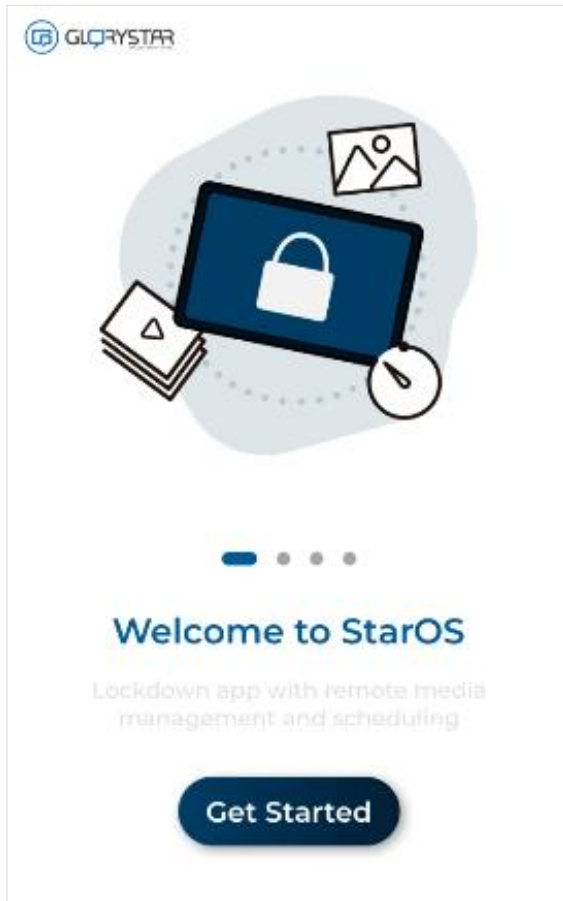 GLORYSTAR
Welcome to StarOS
Lockdown app with remote media
management and scheduling
Get Started